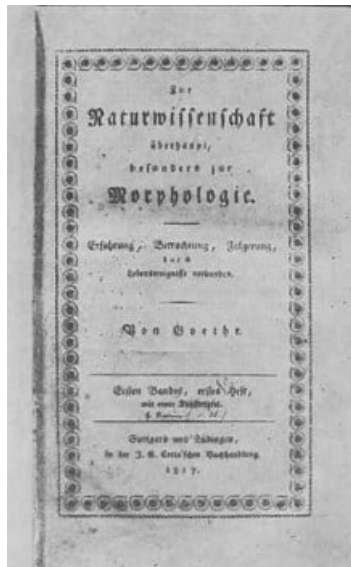 Zur
Naturwissenschaft
überhaupt,
besonders zur
Morphologie.
Erfahrung, Betrachtung, Folgerung,
durch
Lebensereignisse verbunden.
Von Goethe.
Ersten Bandes, erstes Heft,
mit einer Kupfertafel.
Stuttgard und Tübingen,
in der J. G. Cotta'schen Buchhandlung.
1817.